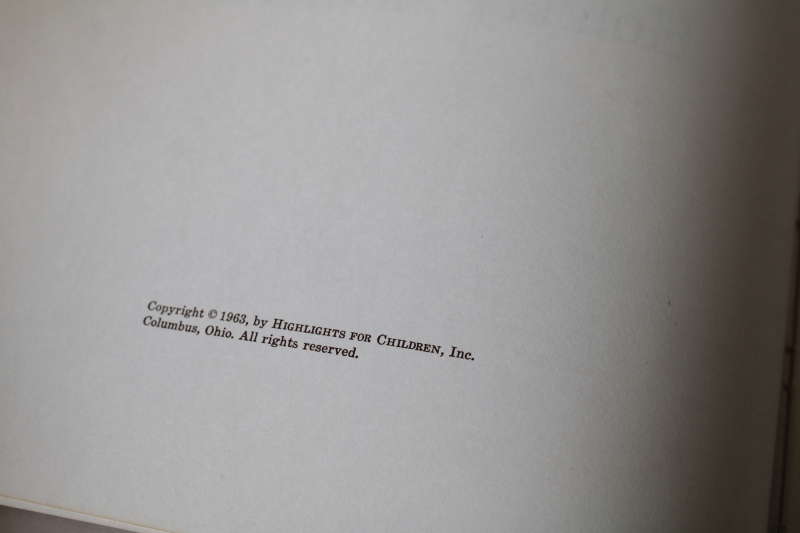 Copyright © 1963, by HIGHLIGHTS FOR CHILDREN, Inc.
Columbus, Ohio. All rights reserved.